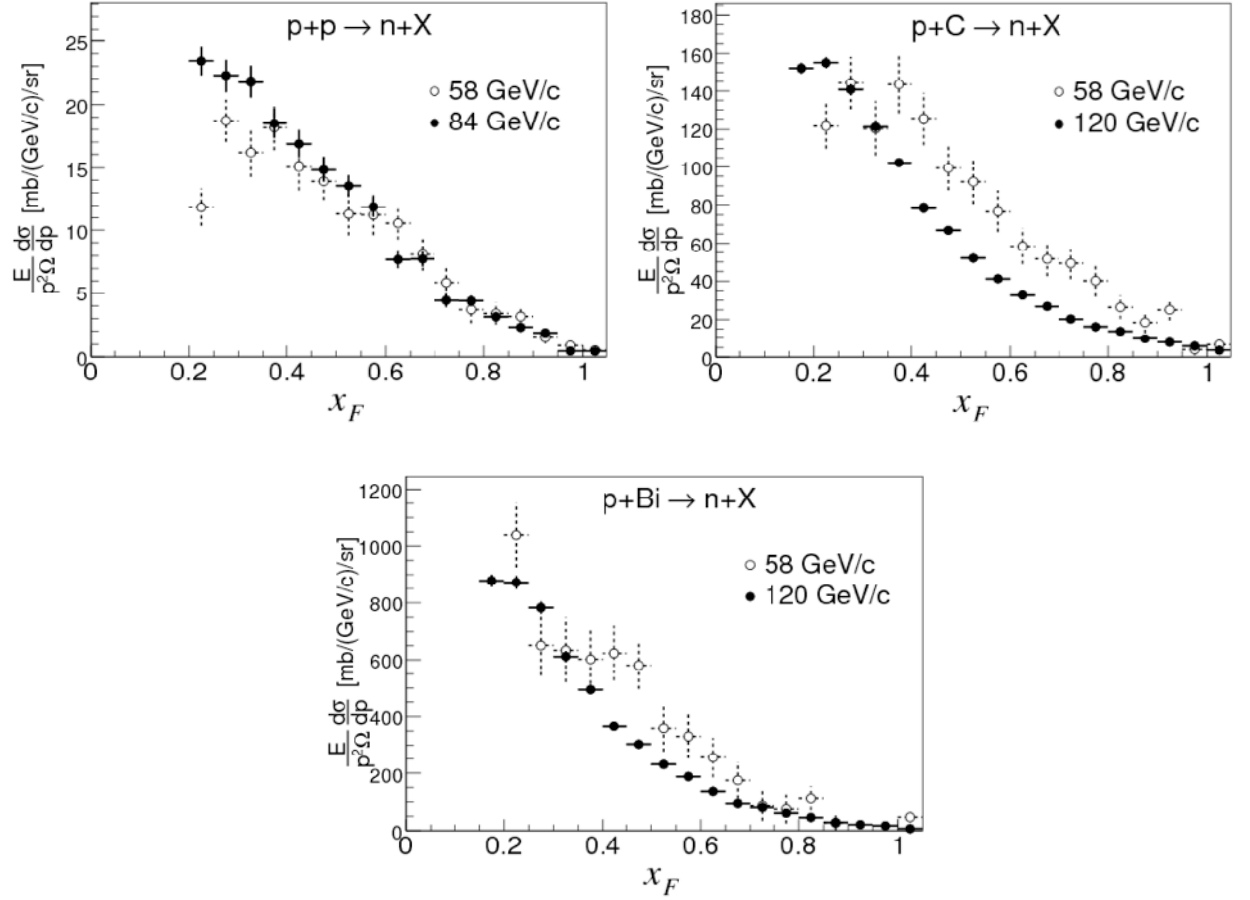 p+p → n+X
58 GeV/c
84 GeV/c
E/p²Ω dσ/dp [mb/(GeV/c)/sr]
25
20
15
10
5
0
0 0.2 0.4 0.6 0.8 1
x_F
p+C → n+X
58 GeV/c
120 GeV/c
E/p²Ω dσ/dp [mb/(GeV/c)/sr]
160
140
120
100
80
60
40
20
0
0 0.2 0.4 0.6 0.8 1
x_F
p+Bi → n+X
58 GeV/c
120 GeV/c
E/p²Ω dσ/dp [mb/(GeV/c)/sr]
1200
1000
800
600
400
200
0
0 0.2 0.4 0.6 0.8 1
x_F